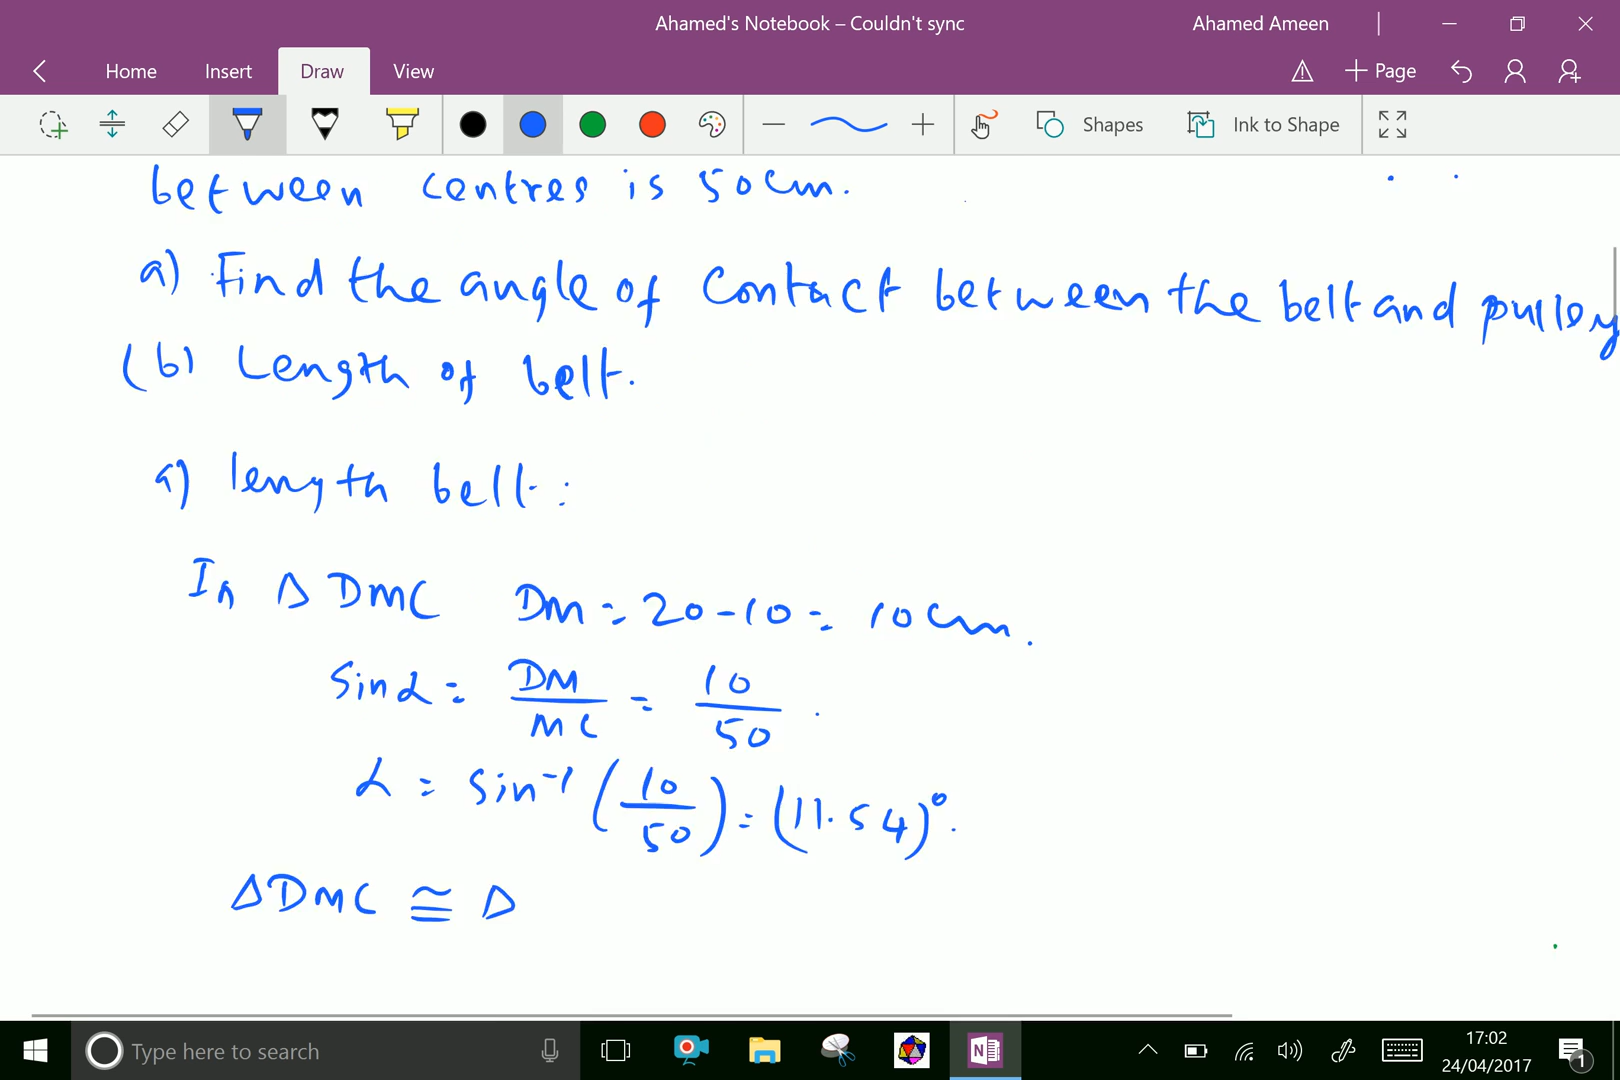 Ahamed's Notebook – Couldn't sync
Ahamed Ameen
Home Insert Draw View
Page
Shapes Ink to Shape
between centres is 50cm.
a) Find the angle of contact between the belt and pulley
(b) Length of belt.
a) length belt:
In Δ DMC DM = 20-10 = 10cm.
Sin α = DM/MC = 10/50.
α = Sin⁻¹ (10/50) = (11.54)°.
ΔDMC ≅ Δ
Type here to search
17:02
24/04/2017
1